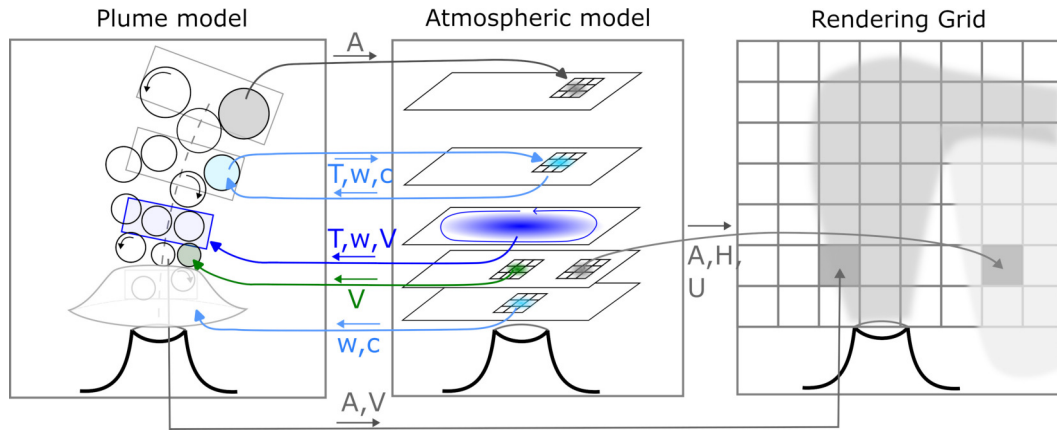 Plume model
Atmospheric model
Rendering Grid
A
T,w,c
T,w,V
V
w,c
A,H,
U
A,V